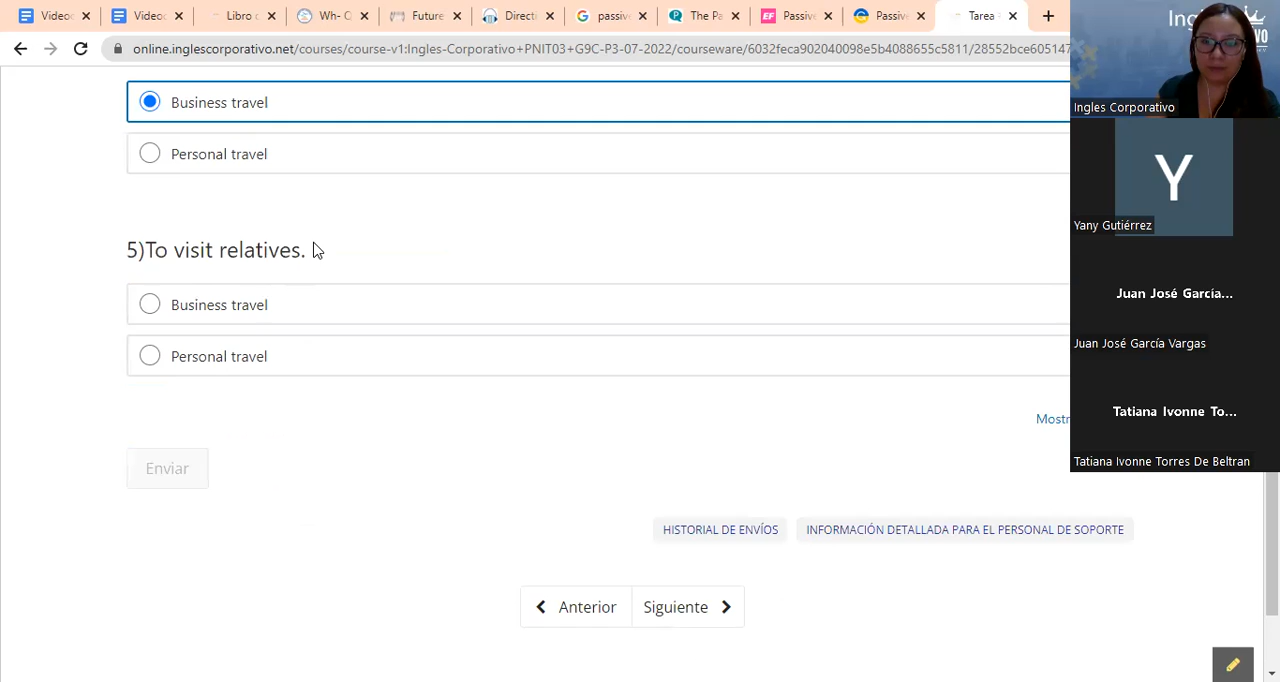 Videoc
Videoc
Libro d
Wh- Q
Future
Directi
passiv
The Pa
Passiv
Passiv
Tarea
online.inglescorporativo.net/courses/course-v1:Ingles-Corporativo+PNIT03+G9C-P3-07-2022/courseware/6032feca902040098e5b4088655c5811/28552bce605147
Business travel
Personal travel
5)To visit relatives.
Business travel
Personal travel
Mostr
Enviar
HISTORIAL DE ENVÍOS
INFORMACIÓN DETALLADA PARA EL PERSONAL DE SOPORTE
Anterior
Siguiente
Ingles Corporativo
Y
Yany Gutiérrez
Juan José García...
Juan José García Vargas
Tatiana Ivonne To...
Tatiana Ivonne Torres De Beltran